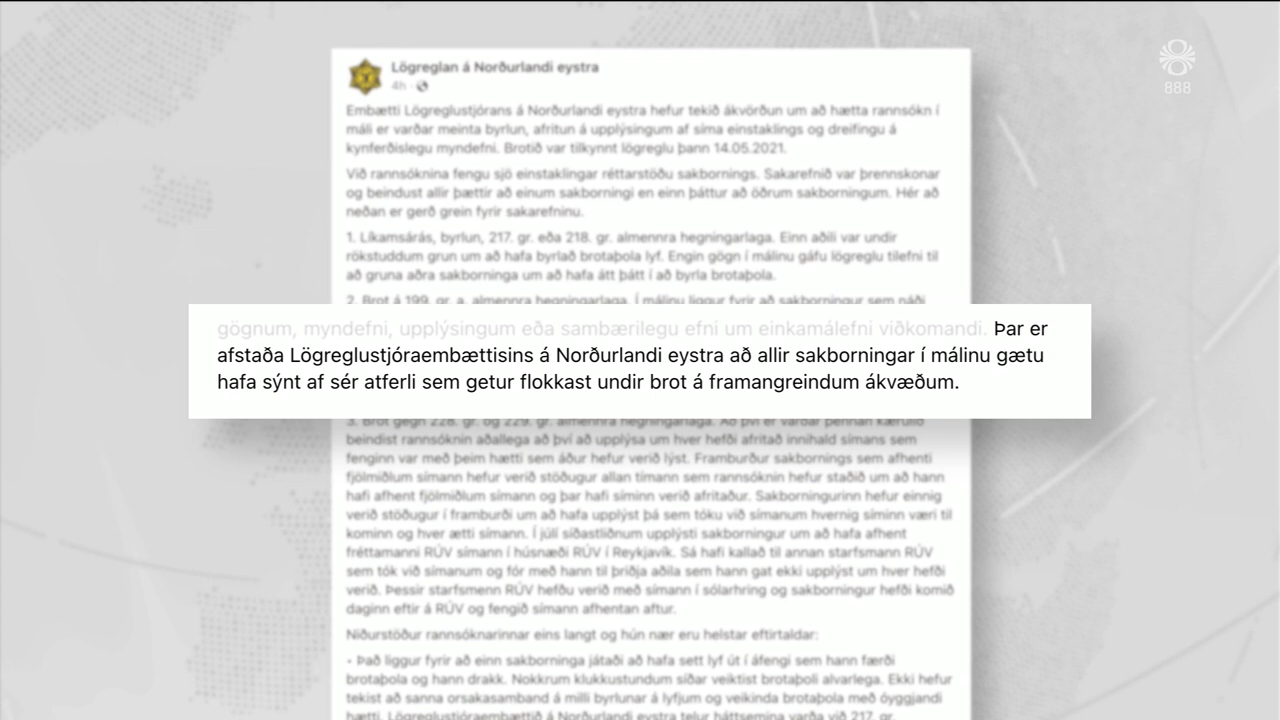 888
Lögreglan á Norðurlandi eystra
4h ·
Embætti Lögreglustjórans á Norðurlandi eystra hefur tekið ákvörðun um að hætta rannsókn í
máli er varðar meinta byrlun, afritun á upplýsingum af síma einstaklings og dreifingu á
kynferðislegu myndefni. Brotið var tilkynnt lögreglu þann 14.05.2021.
Við rannsóknina fengu sjö einstaklingar réttarstöðu sakbornings. Sakarefnið var þrennskonar
og beindust allir þættir að einum sakborningi en einn þáttur að öðrum sakborningum. Hér að
neðan er gerð grein fyrir sakarefninu.
1. Líkamsárás, byrlun, 217. gr. eða 218. gr. almennra hegningarlaga. Einn aðili var undir
rökstuddum grun um að hafa byrlað brotaþola lyf. Engin gögn í málinu gáfu lögreglu tilefni til
að gruna aðra sakborninga um að hafa átt þátt í að byrla brotaþola.
2. Brot á 199. gr. a. almennra hegningarlaga. Í málinu liggur fyrir að sakborningur sem náði
gögnum, myndefni, upplýsingum eða sambærilegu efni um einkamálefni viðkomandi. Þar er
afstaða Lögreglustjóraembættisins á Norðurlandi eystra að allir sakborningar í málinu gætu
hafa sýnt af sér atferli sem getur flokkast undir brot á framangreindum ákvæðum.
3. Brot gegn 228. gr. og 229. gr. almennra hegningarlaga. Að því er varðar þennan kærulið
beindist rannsóknin aðallega að því að upplýsa um hver hefði afritað innihald símans sem
fenginn var með þeim hætti sem áður hefur verið lýst. Framburður sakbornings sem afhenti
fjölmiðlum símann hefur verið stöðugur allan tímann sem rannsóknin hefur staðið um að hann
hafi afhent fjölmiðlum símann og þar hafi síminn verið afritaður. Sakborningurinn hefur einnig
verið stöðugur í framburði um að hafa upplýst þá sem tóku við símanum hvernig síminn væri til
kominn og hver ætti símann. Í júlí síðastliðnum upplýsti sakborningur um að hafa afhent
fréttamanni RÚV símann í húsnæði RÚV í Reykjavík. Sá hafi kallað til annan starfsmann RÚV
sem tók við símanum og fór með hann til þriðja aðila sem hann gat ekki upplýst um hver hefði
verið. Þessir starfsmenn RÚV hefðu verið með símann í sólarhring og sakborningur hefði komið
daginn eftir á RÚV og fengið símann afhentan aftur.
Niðurstöður rannsóknarinnar eins langt og hún nær eru helstar eftirtaldar:
• Það liggur fyrir að einn sakborninga játaði að hafa sett lyf út í áfengi sem hann færði
brotaþola og hann drakk. Nokkrum klukkustundum síðar veiktist brotaþoli alvarlega. Ekki hefur
tekist að sanna orsakasamband á milli byrlunar á lyfjum og veikinda brotaþola með óyggjandi
hætti. Lögreglustjóraembættið á Norðurlandi eystra telur háttsemina varða við 217. gr.